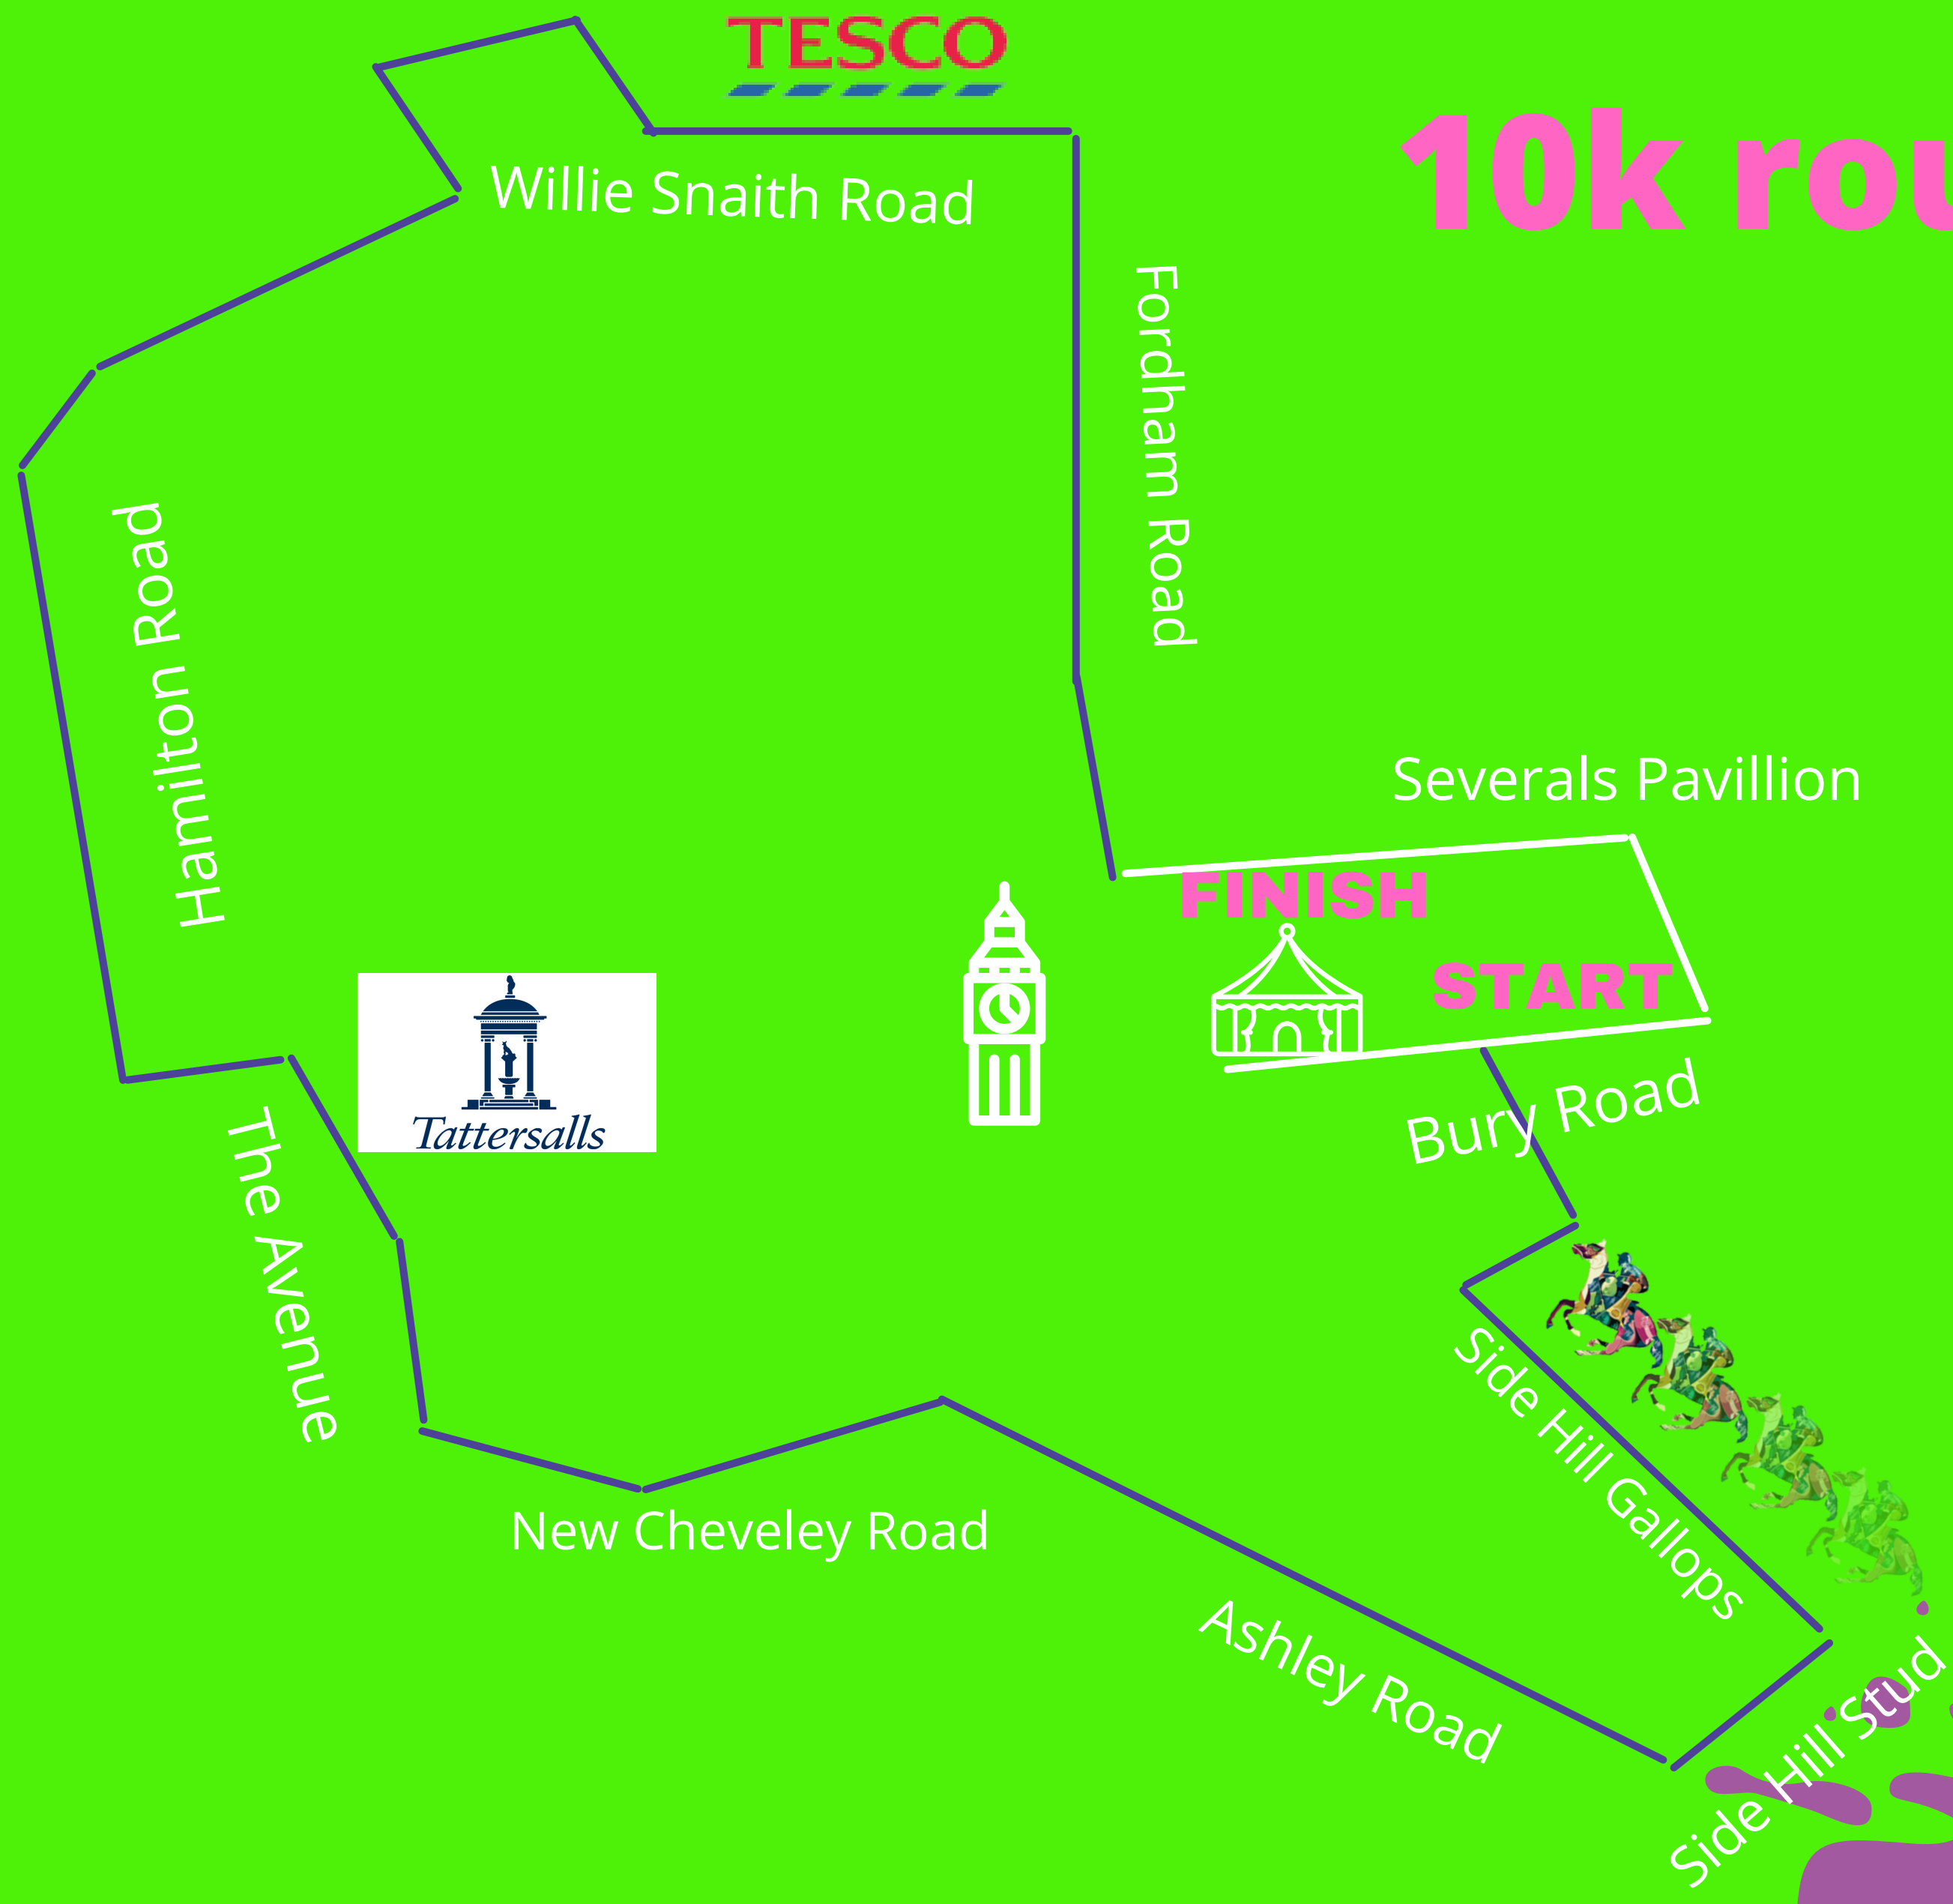 TESCO
10k rou
Willie Snaith Road
Fordham Road
Hamilton Road
Severals Pavillion
FINISH
START
Bury Road
Tattersalls
The Avenue
Side Hill Gallops
New Cheveley Road
Ashley Road
Side Hill Stud